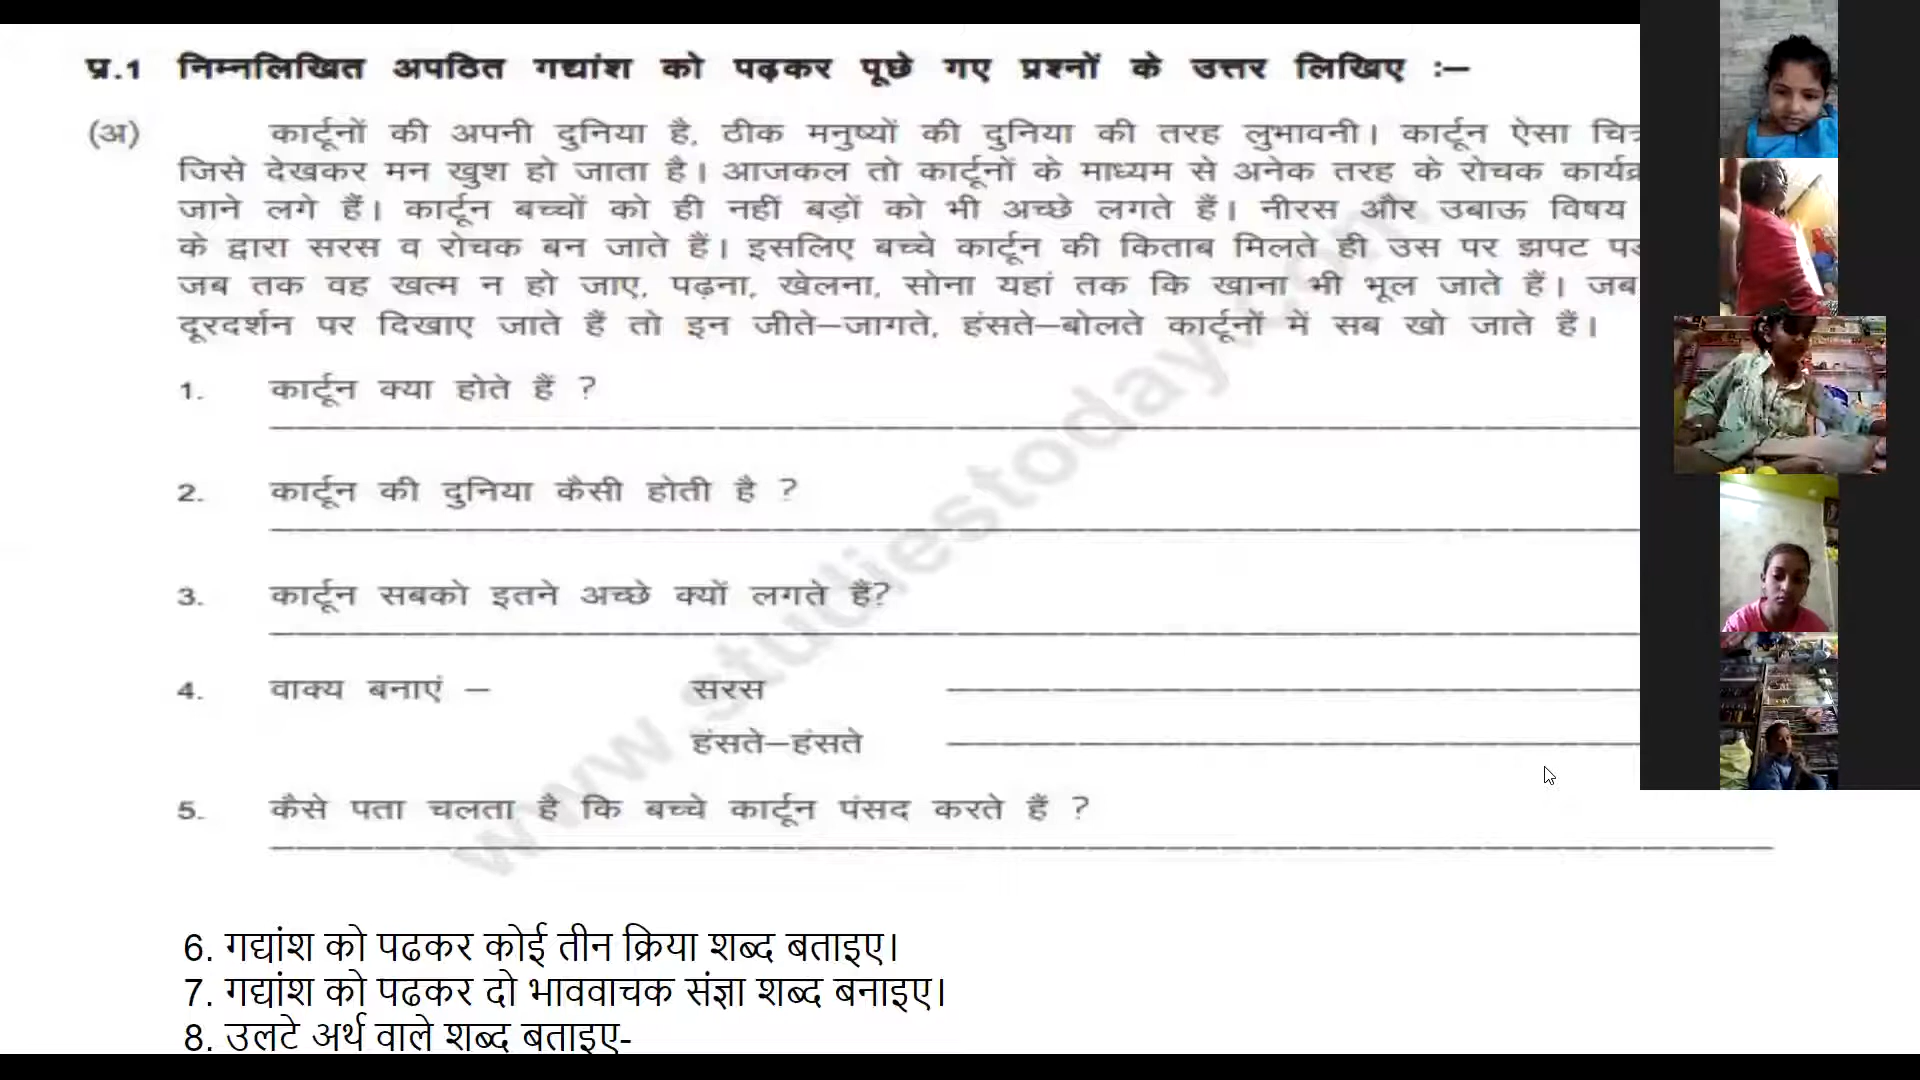 प्र.1 निम्नलिखित अपठित गद्यांश को पढ़कर पूछे गए प्रश्नों के उत्तर लिखिए :–
(अ) कार्टूनों की अपनी दुनिया है, ठीक मनुष्यों की दुनिया की तरह लुभावनी। कार्टून ऐसा
जिसे देखकर मन खुश हो जाता है। आजकल तो कार्टूनों के माध्यम से अनेक तरह के रोचक
जाने लगे हैं। कार्टून बच्चों को ही नहीं बड़ों को भी अच्छे लगते हैं। नीरस और उबाऊ विषय
के द्वारा सरस व रोचक बन जाते हैं। इसलिए बच्चे कार्टून की किताब मिलते ही उस पर झपट
जब तक वह खत्म न हो जाए, पढ़ना, खेलना, सोना यहां तक कि खाना भी भूल जाते हैं। जब
दूरदर्शन पर दिखाए जाते हैं तो इन जीते–जागते, हंसते–बोलते कार्टूनों में सब खो जाते हैं।
1. कार्टून क्या होते हैं ?
2. कार्टून की दुनिया कैसी होती है ?
3. कार्टून सबको इतने अच्छे क्यों लगते हैं?
4. वाक्य बनाएं – सरस
हंसते–हंसते
5. कैसे पता चलता है कि बच्चे कार्टून पंसद करते हैं ?
6. गद्यांश को पढकर कोई तीन क्रिया शब्द बताइए।
7. गद्यांश को पढकर दो भाववाचक संज्ञा शब्द बनाइए।
8. उलटे अर्थ वाले शब्द बताइए-
www.studiestoday.com